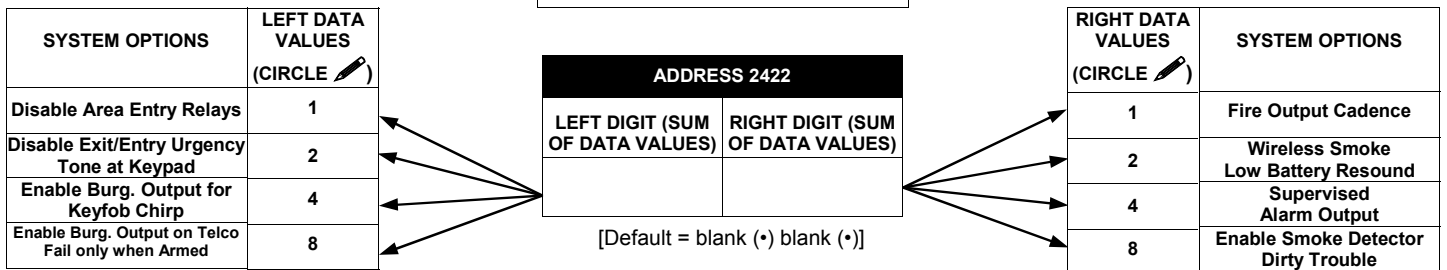 SYSTEM OPTIONS
LEFT DATA
VALUES
(CIRCLE ✎)
Disable Area Entry Relays
1
Disable Exit/Entry Urgency
Tone at Keypad
2
Enable Burg. Output for
Keyfob Chirp
4
Enable Burg. Output on Telco
Fail only when Armed
8
ADDRESS 2422
LEFT DIGIT (SUM
OF DATA VALUES)
RIGHT DIGIT (SUM
OF DATA VALUES)
[Default = blank (•) blank (•)]
RIGHT DATA
VALUES
(CIRCLE ✎)
SYSTEM OPTIONS
1
Fire Output Cadence
2
Wireless Smoke
Low Battery Resound
4
Supervised
Alarm Output
8
Enable Smoke Detector
Dirty Trouble